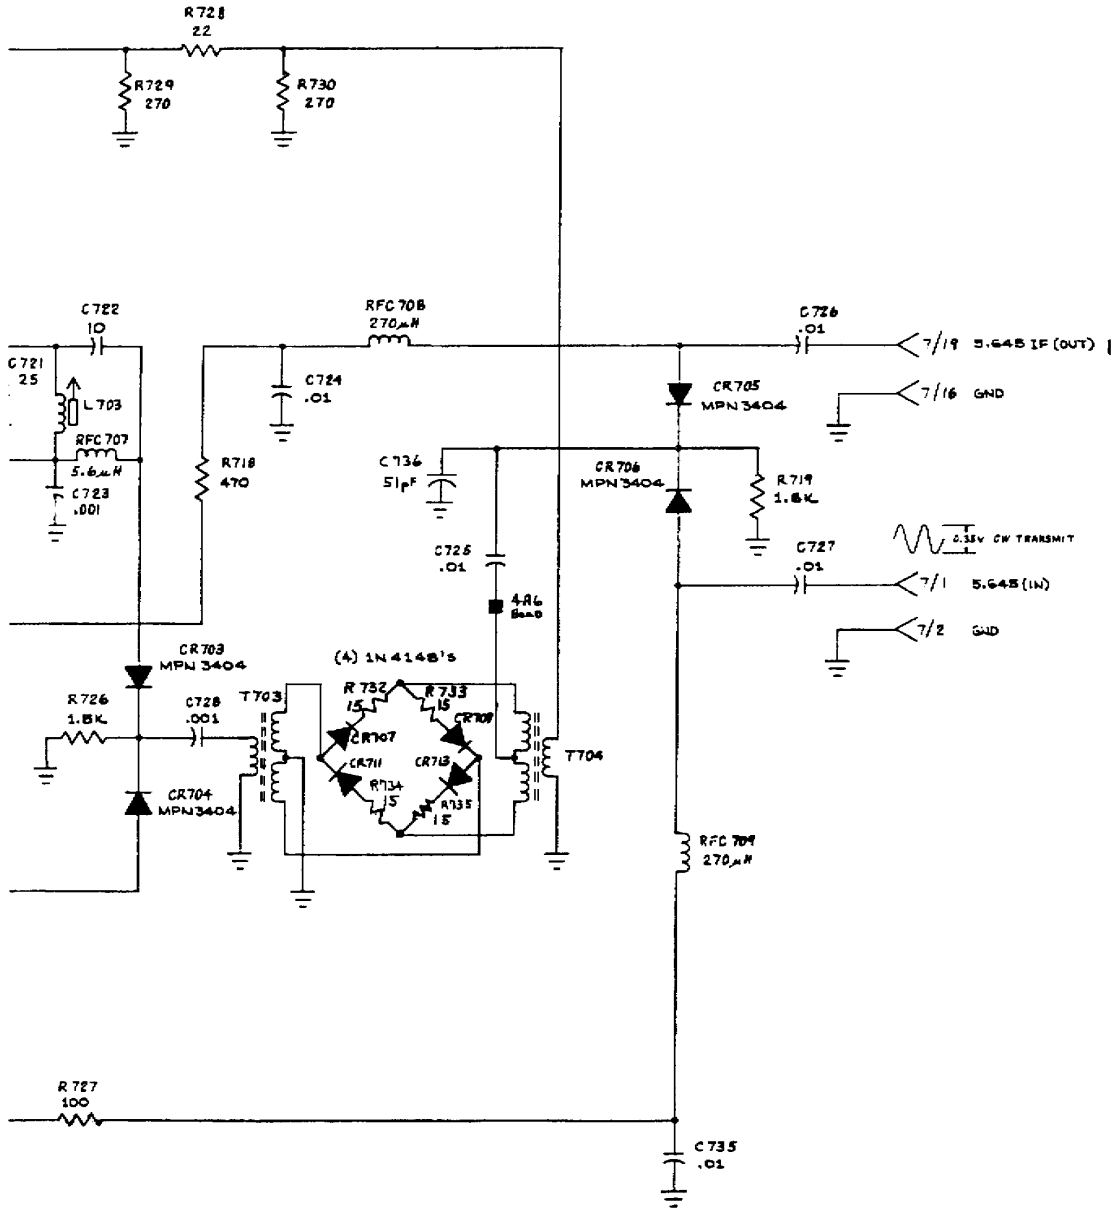 R728
22
R729
270
R730
270
C722
10
C721
25
L703
RFC707
5.6μH
C723
.001
RFC708
270μH
C724
.01
R718
470
C726
.01
7/19 5.645 IF (OUT)
CR705
MPN3404
7/16 GND
C736
51pF
CR706
MPN3404
R719
1.5K
C725
.01
4A6
BEAD
C727
.01
0.35V CW TRANSMIT
7/1 5.645 (IN)
7/2 GND
CR703
MPN3404
(4) 1N4148's
R726
1.5K
C728
.001
T703
R732
15
R733
15
CR707
CR709
CR711
CR713
R734
15
R735
15
T704
CR704
MPN3404
RFC709
270μH
R727
100
C735
.01